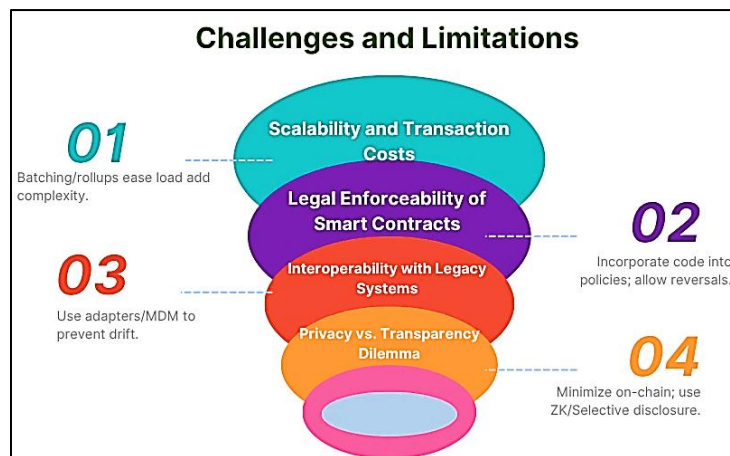 Challenges and Limitations
01
Batching/rollups ease load add
complexity.
Scalability and Transaction
Costs
Legal Enforceability of
Smart Contracts
02
Incorporate code into
policies; allow reversals.
03
Use adapters/MDM to
prevent drift.
Interoperability with Legacy
Systems
Privacy vs. Transparency
Dilemma
04
Minimize on-chain; use
ZK/Selective disclosure.